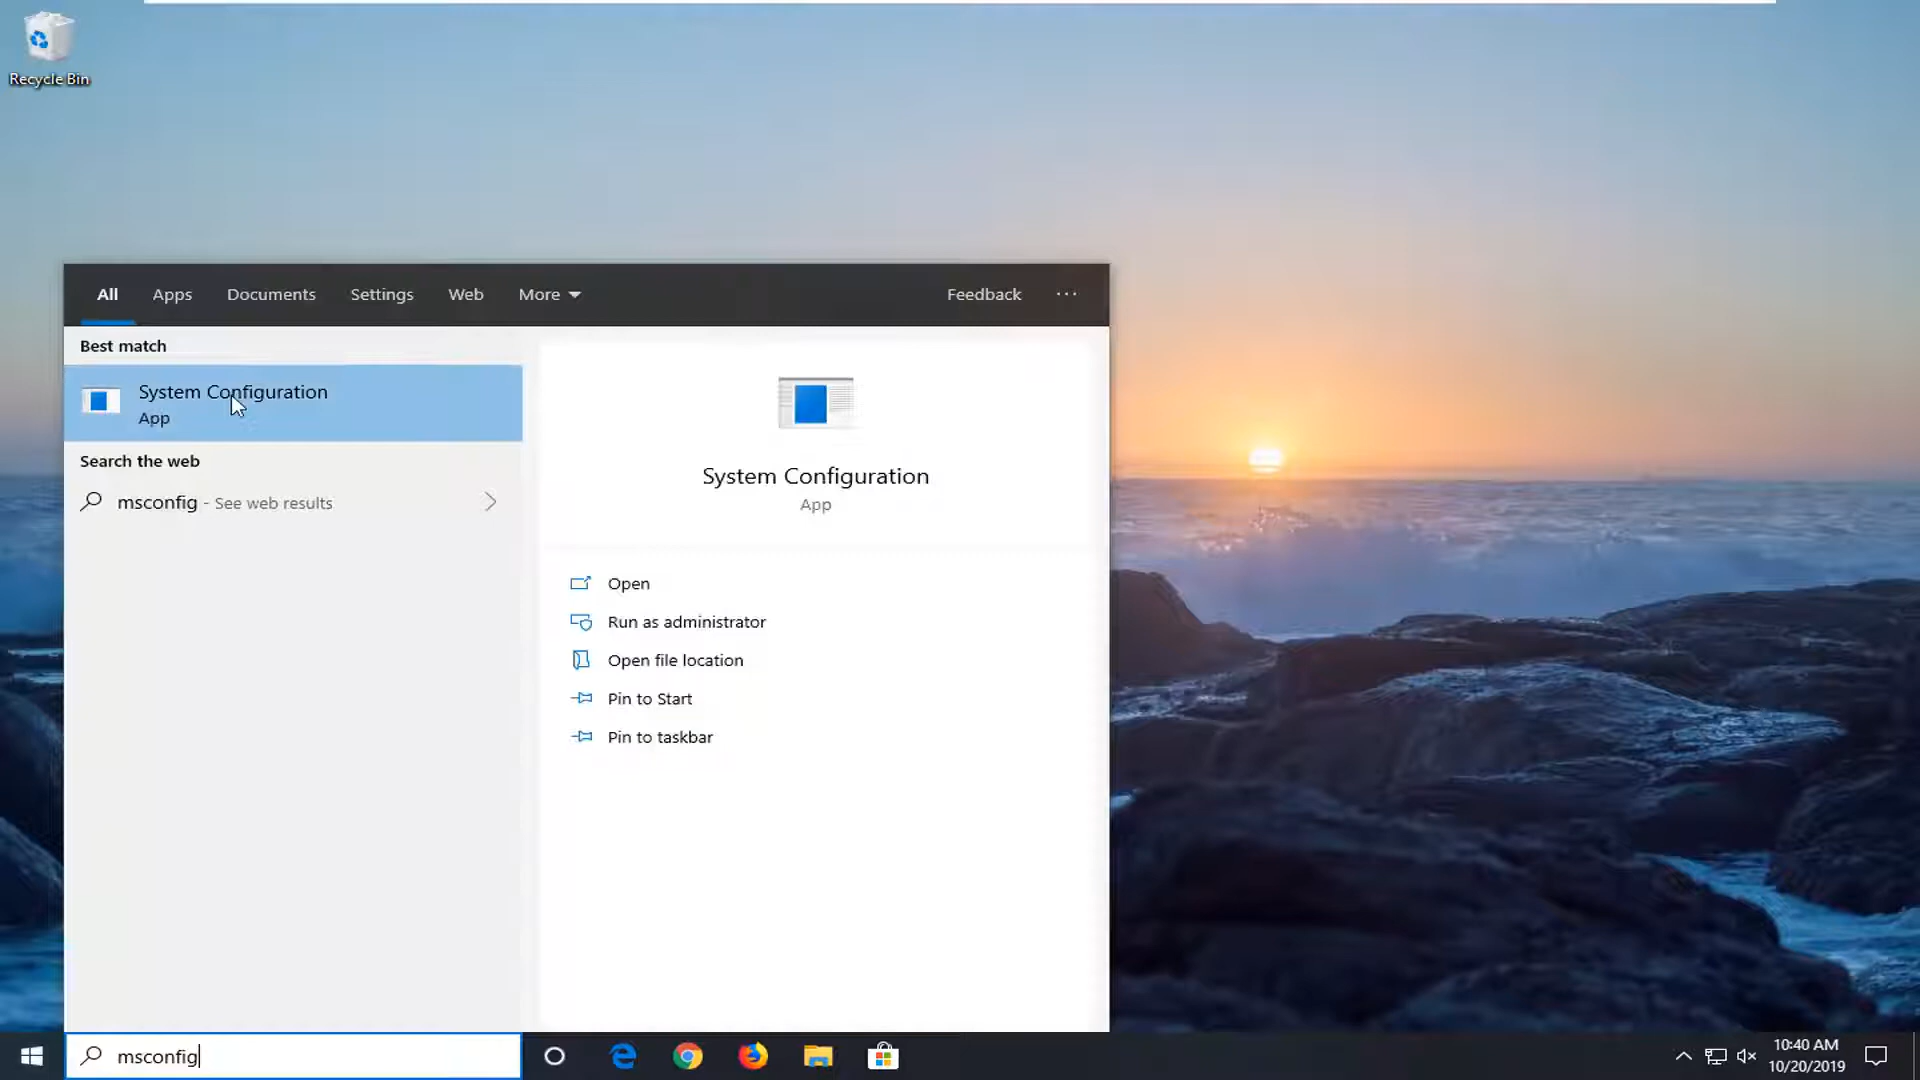 Recycle Bin
All Apps Documents Settings Web More Feedback ...
Best match
System Configuration
App
Search the web
msconfig - See web results
System Configuration
App
Open
Run as administrator
Open file location
Pin to Start
Pin to taskbar
msconfig
10:40 AM
10/20/2019